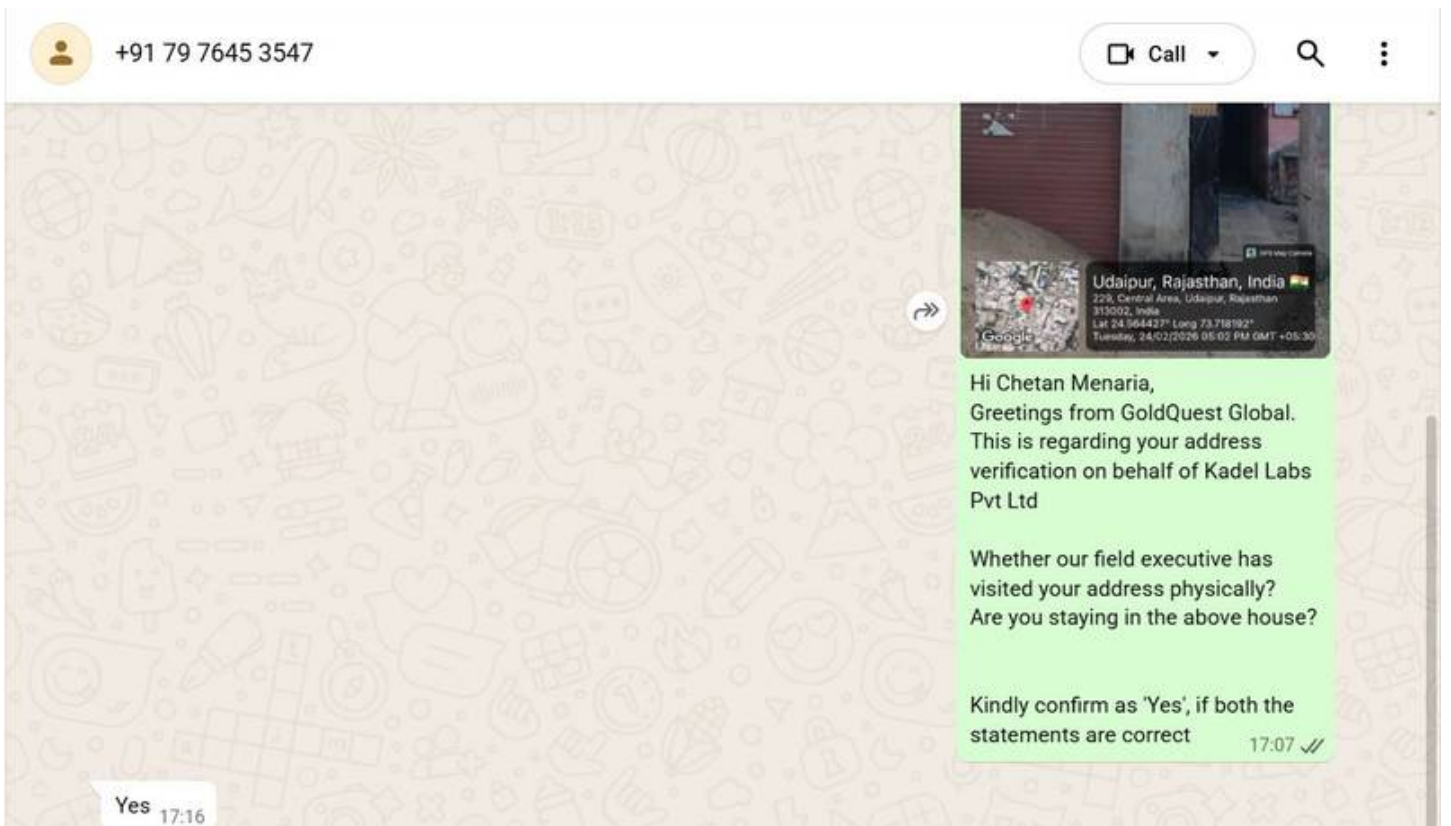 +91 79 7645 3547
Call
GPS Map Camera
Udaipur, Rajasthan, India
229, Central Area, Udaipur, Rajasthan
313002, India
Lat 24.564427° Long 73.718192°
Tuesday, 24/02/2026 05:02 PM GMT +05:30
Google
Hi Chetan Menaria,
Greetings from GoldQuest Global.
This is regarding your address
verification on behalf of Kadel Labs
Pvt Ltd
Whether our field executive has
visited your address physically?
Are you staying in the above house?
Kindly confirm as 'Yes', if both the
statements are correct
17:07
Yes
17:16